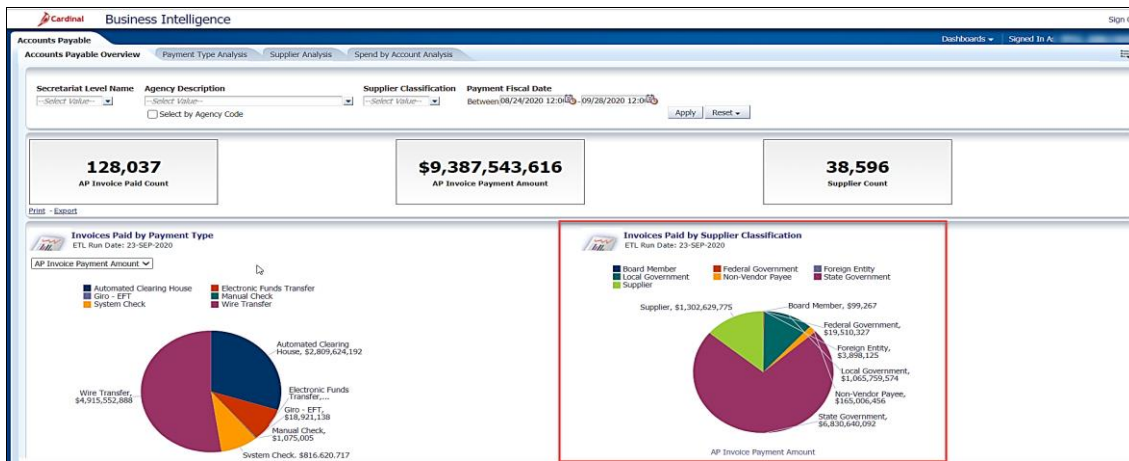 Cardinal Business Intelligence
Sign
Accounts Payable
Dashboards Signed In
Accounts Payable Overview Payment Type Analysis Supplier Analysis Spend by Account Analysis
Secretariat Level Name Agency Description Supplier Classification Payment Fiscal Date
--Select Value-- --Select Value-- --Select Value-- Between 08/24/2020 12:0 - 09/28/2020 12:0
Select by Agency Code
Apply Reset
128,037
AP Invoice Paid Count
$9,387,543,616
AP Invoice Payment Amount
38,596
Supplier Count
Print - Export
Invoices Paid by Payment Type
ETL Run Date: 23-SEP-2020
AP Invoice Payment Amount
Automated Clearing House Electronic Funds Transfer
Giro - EFT Manual Check
System Check Wire Transfer
Automated Clearing
House, $2,809,624,192
Wire Transfer,
$4,915,552,888
Electronic Funds
Transfer,...
Giro - EFT,
$18,921,138
Manual Check,
$1,075,005
System Check, $816,620,717
Invoices Paid by Supplier Classification
ETL Run Date: 23-SEP-2020
Board Member Federal Government Foreign Entity
Local Government Non-Vendor Payee State Government
Supplier
Supplier, $1,302,629,775
Board Member, $99,267
Federal Government,
$19,510,327
Foreign Entity,
$3,898,125
Local Government,
$1,065,759,574
Non-Vendor Payee,
$165,006,456
State Government,
$6,830,640,092
AP Invoice Payment Amount